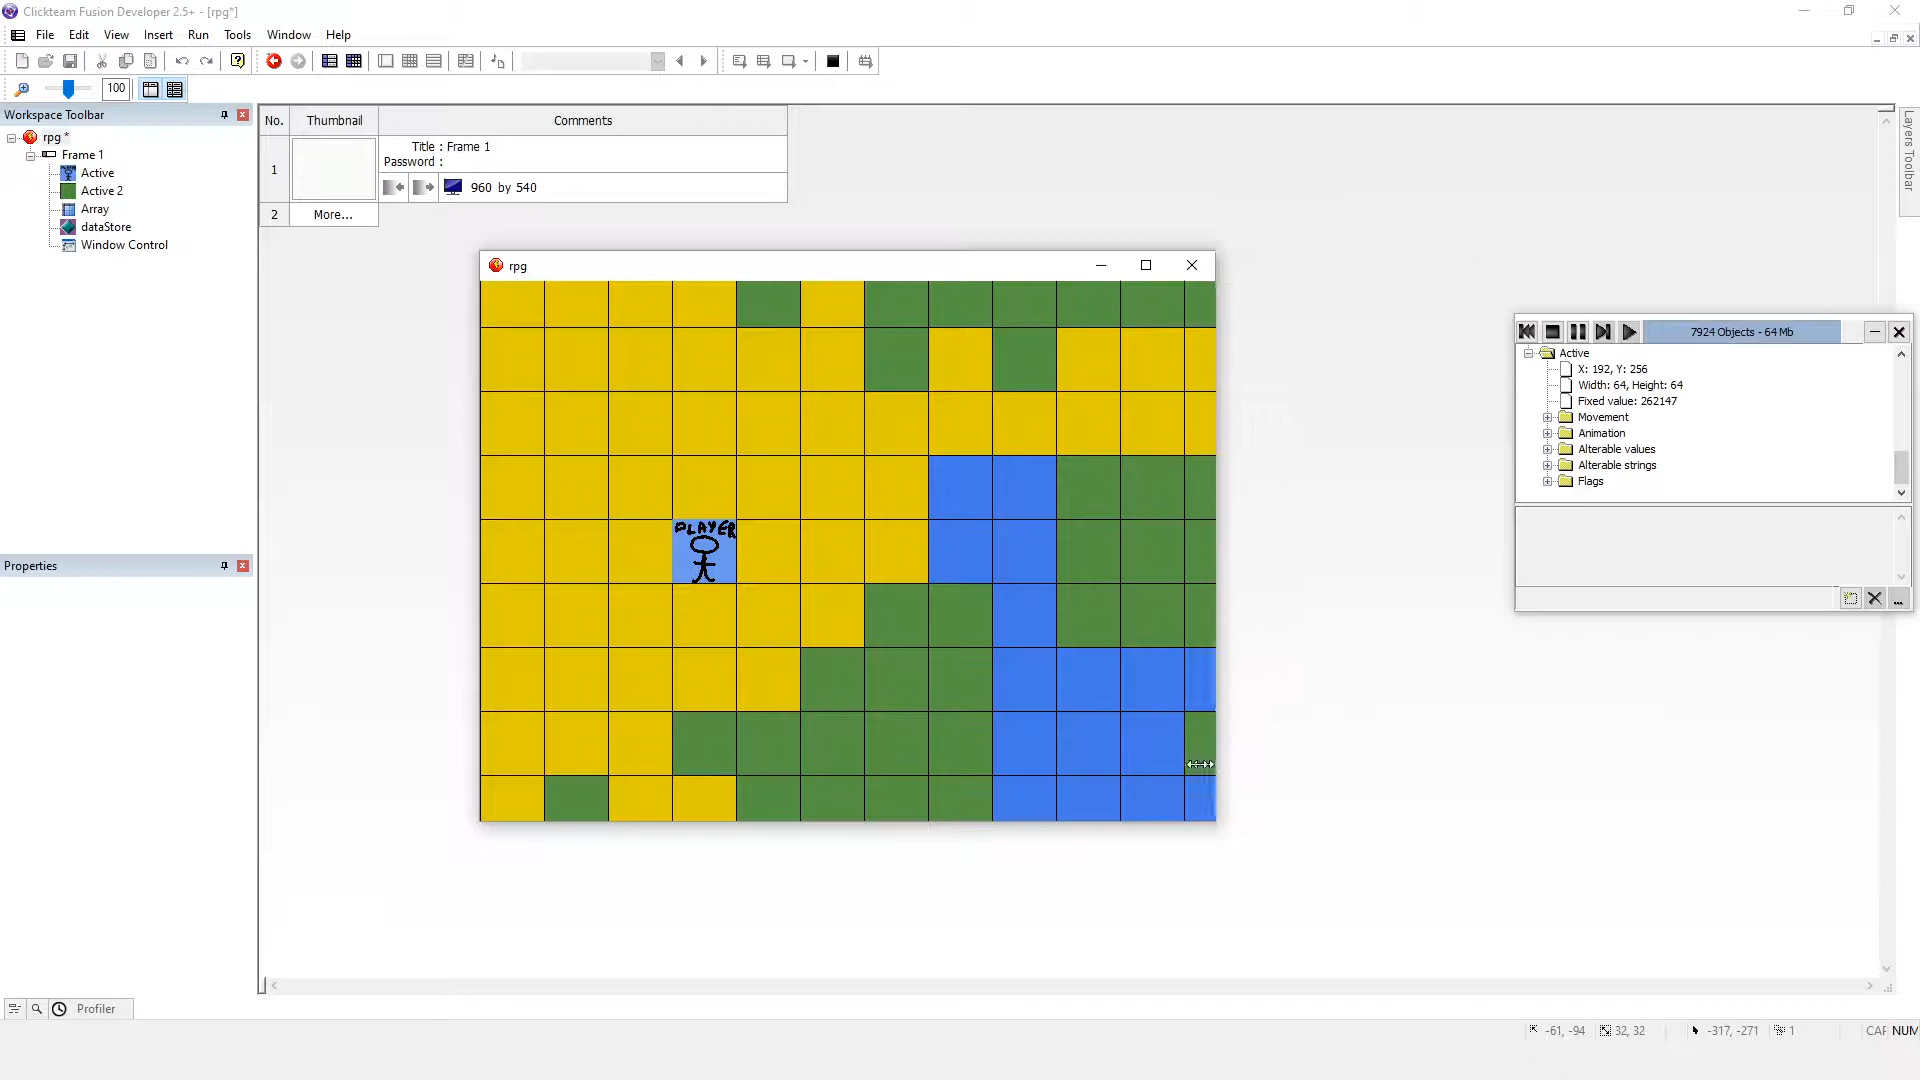 Clickteam Fusion Developer 2.5+ - [rpg*]
File Edit View Insert Run Tools Window Help
100
Workspace Toolbar
rpg *
Frame 1
Active
Active 2
Array
dataStore
Window Control
No. Thumbnail Comments
1
Title : Frame 1
Password :
960 by 540
2 More...
Layers Toolbar
rpg
PLAYER
7924 Objects - 64 Mb
Active
X: 192, Y: 256
Width: 64, Height: 64
Fixed value: 262147
Movement
Animation
Alterable values
Alterable strings
Flags
...
Properties
Profiler
-61, -94 32, 32 -317, -271 1 CAP NUM